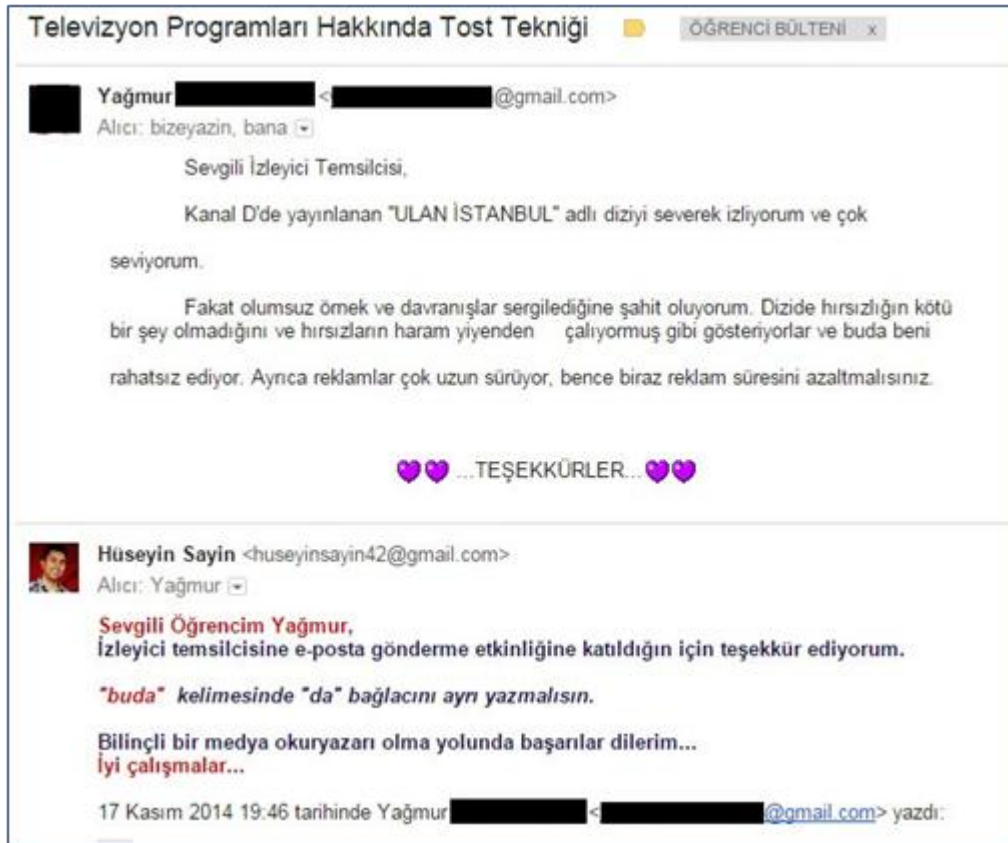 Televizyon Programları Hakkında Tost Tekniği ÖĞRENCİ BÜLTENİ x
Yağmur < @gmail.com>
Alıcı: bizeyazin, bana
Sevgili İzleyici Temsilcisi,
Kanal D'de yayınlanan "ULAN İSTANBUL" adlı diziyi severek izliyorum ve çok
seviyorum.
Fakat olumsuz örnek ve davranışlar sergilediğine şahit oluyorum. Dizide hırsızlığın kötü
bir şey olmadığını ve hırsızların haram yiyenden çalıyormuş gibi gösteriyorlar ve buda beni
rahatsız ediyor. Ayrıca reklamlar çok uzun sürüyor, bence biraz reklam süresini azaltmalısınız.
...TEŞEKKÜRLER...
Hüseyin Sayin <huseyinsayin42@gmail.com>
Alıcı: Yağmur
Sevgili Öğrencim Yağmur,
İzleyici temsilcisine e-posta gönderme etkinliğine katıldığın için teşekkür ediyorum.
"buda" kelimesinde "da" bağlacını ayrı yazmalısın.
Bilinçli bir medya okuryazarı olma yolunda başarılar dilerim...
İyi çalışmalar...
17 Kasım 2014 19:46 tarihinde Yağmur < @gmail.com> yazdı: